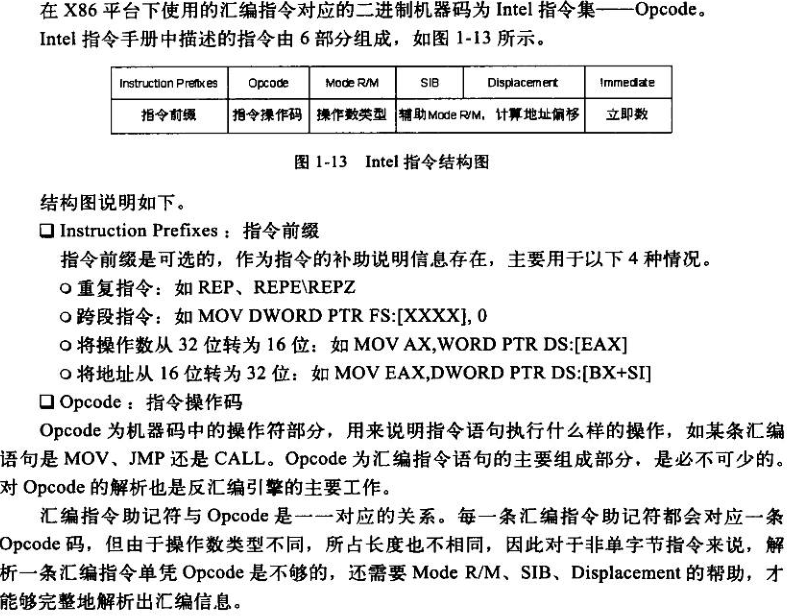 在 X86 平台下使用的汇编指令对应的二进制机器码为 Intel 指令集——Opcode。
Intel 指令手册中描述的指令由 6 部分组成，如图 1-13 所示。
Instruction Prefixes Opcode Mode R/M SIB Displacement Immediate
指令前缀 指令操作码 操作数类型 辅助Mode R/M，计算地址偏移 立即数
图 1-13 Intel 指令结构图
结构图说明如下。
❑ Instruction Prefixes：指令前缀
指令前缀是可选的，作为指令的补助说明信息存在，主要用于以下 4 种情况。
○ 重复指令：如 REP、REPE\REPZ
○ 跨段指令：如 MOV DWORD PTR FS:[XXXX], 0
○ 将操作数从 32 位转为 16 位：如 MOV AX,WORD PTR DS:[EAX]
○ 将地址从 16 位转为 32 位：如 MOV EAX,DWORD PTR DS:[BX+SI]
❑ Opcode：指令操作码
Opcode 为机器码中的操作符部分，用来说明指令语句执行什么样的操作，如某条汇编
语句是 MOV、JMP 还是 CALL。Opcode 为汇编指令语句的主要组成部分，是必不可少的。
对 Opcode 的解析也是反汇编引擎的主要工作。
汇编指令助记符与 Opcode 是一一对应的关系。每一条汇编指令助记符都会对应一条
Opcode 码，但由于操作数类型不同，所占长度也不相同，因此对于非单字节指令来说，解
析一条汇编指令单凭 Opcode 是不够的，还需要 Mode R/M、SIB、Displacement 的帮助，才
能够完整地解析出汇编信息。